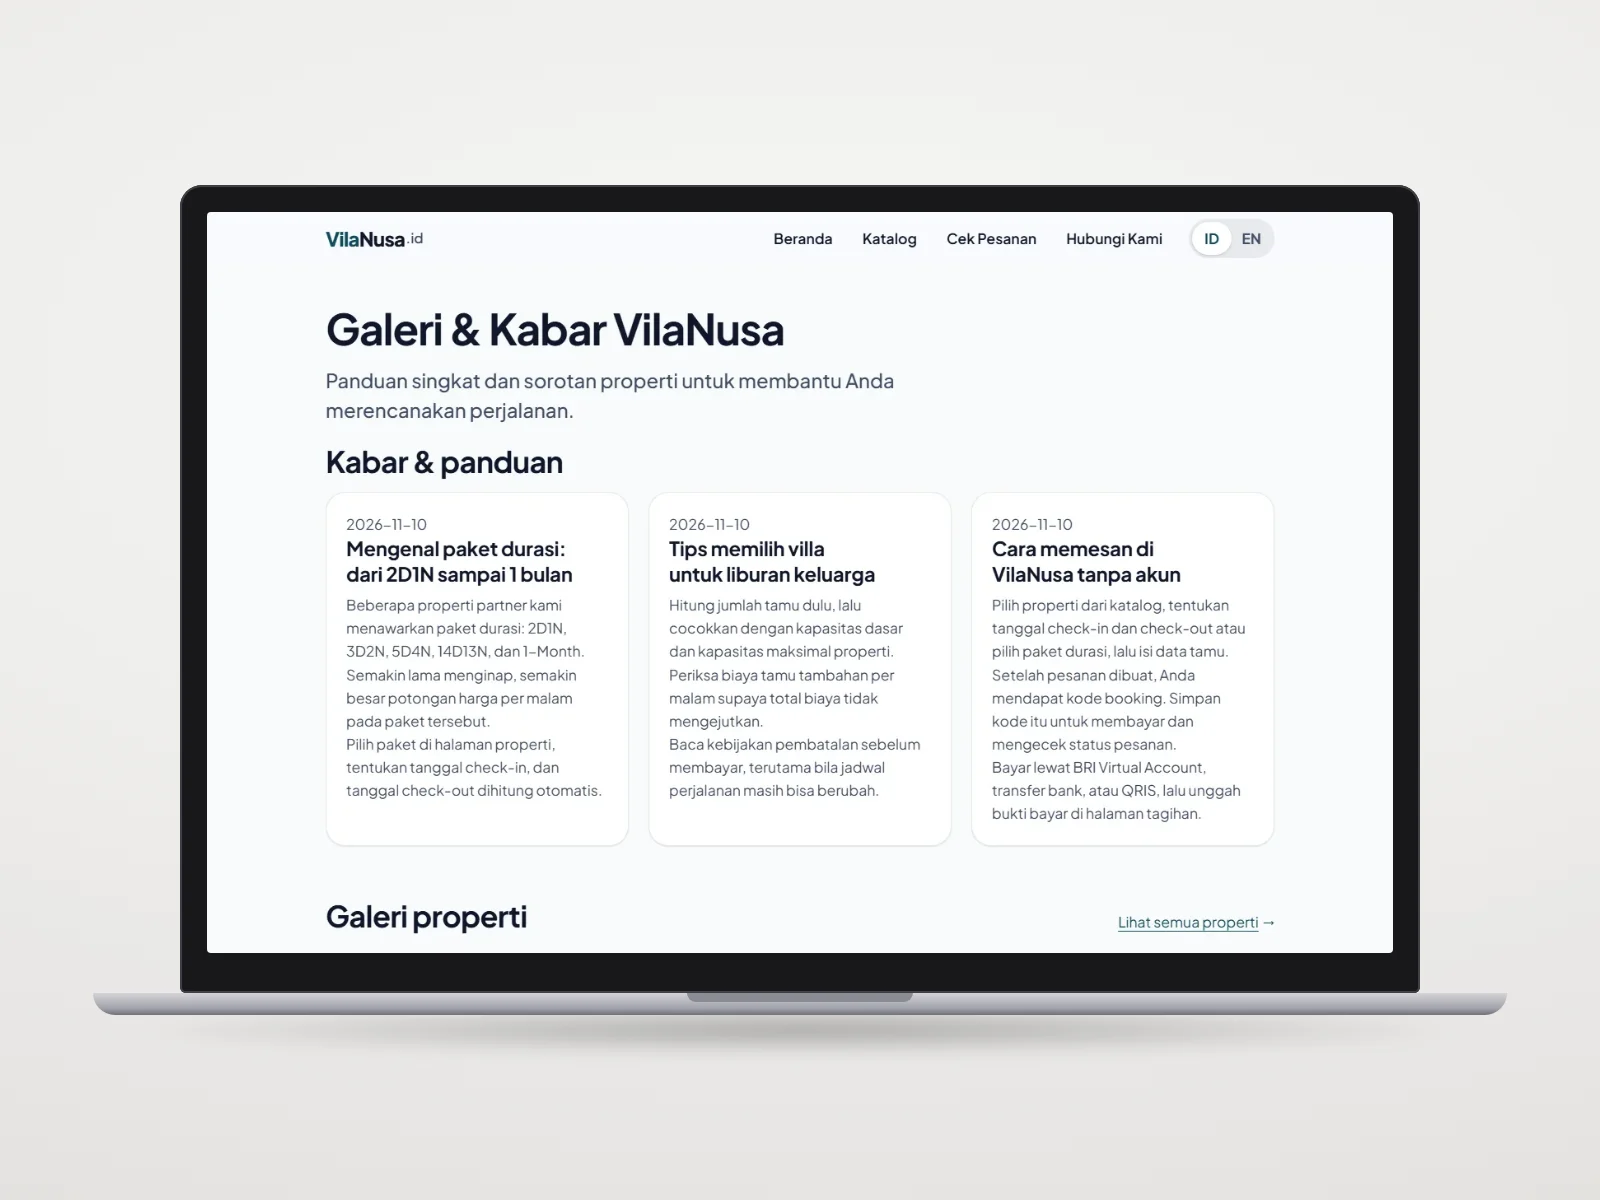 VilaNusa.id
Beranda
Katalog
Cek Pesanan
Hubungi Kami
ID
EN
Galeri & Kabar VilaNusa
Panduan singkat dan sorotan properti untuk membantu Anda
merencanakan perjalanan.
Kabar & panduan
2026-11-10
Mengenal paket durasi:
dari 2D1N sampai 1 bulan
Beberapa properti partner kami
menawarkan paket durasi: 2D1N,
3D2N, 5D4N, 14D13N, dan 1-Month.
Semakin lama menginap, semakin
besar potongan harga per malam
pada paket tersebut.
Pilih paket di halaman properti,
tentukan tanggal check-in, dan
tanggal check-out dihitung otomatis.
2026-11-10
Tips memilih villa
untuk liburan keluarga
Hitung jumlah tamu dulu, lalu
cocokkan dengan kapasitas dasar
dan kapasitas maksimal properti.
Periksa biaya tamu tambahan per
malam supaya total biaya tidak
mengejutkan.
Baca kebijakan pembatalan sebelum
membayar, terutama bila jadwal
perjalanan masih bisa berubah.
2026-11-10
Cara memesan di
VilaNusa tanpa akun
Pilih properti dari katalog, tentukan
tanggal check-in dan check-out atau
pilih paket durasi, lalu isi data tamu.
Setelah pesanan dibuat, Anda
mendapat kode booking. Simpan
kode itu untuk membayar dan
mengecek status pesanan.
Bayar lewat BRI Virtual Account,
transfer bank, atau QRIS, lalu unggah
bukti bayar di halaman tagihan.
Galeri properti
Lihat semua properti →